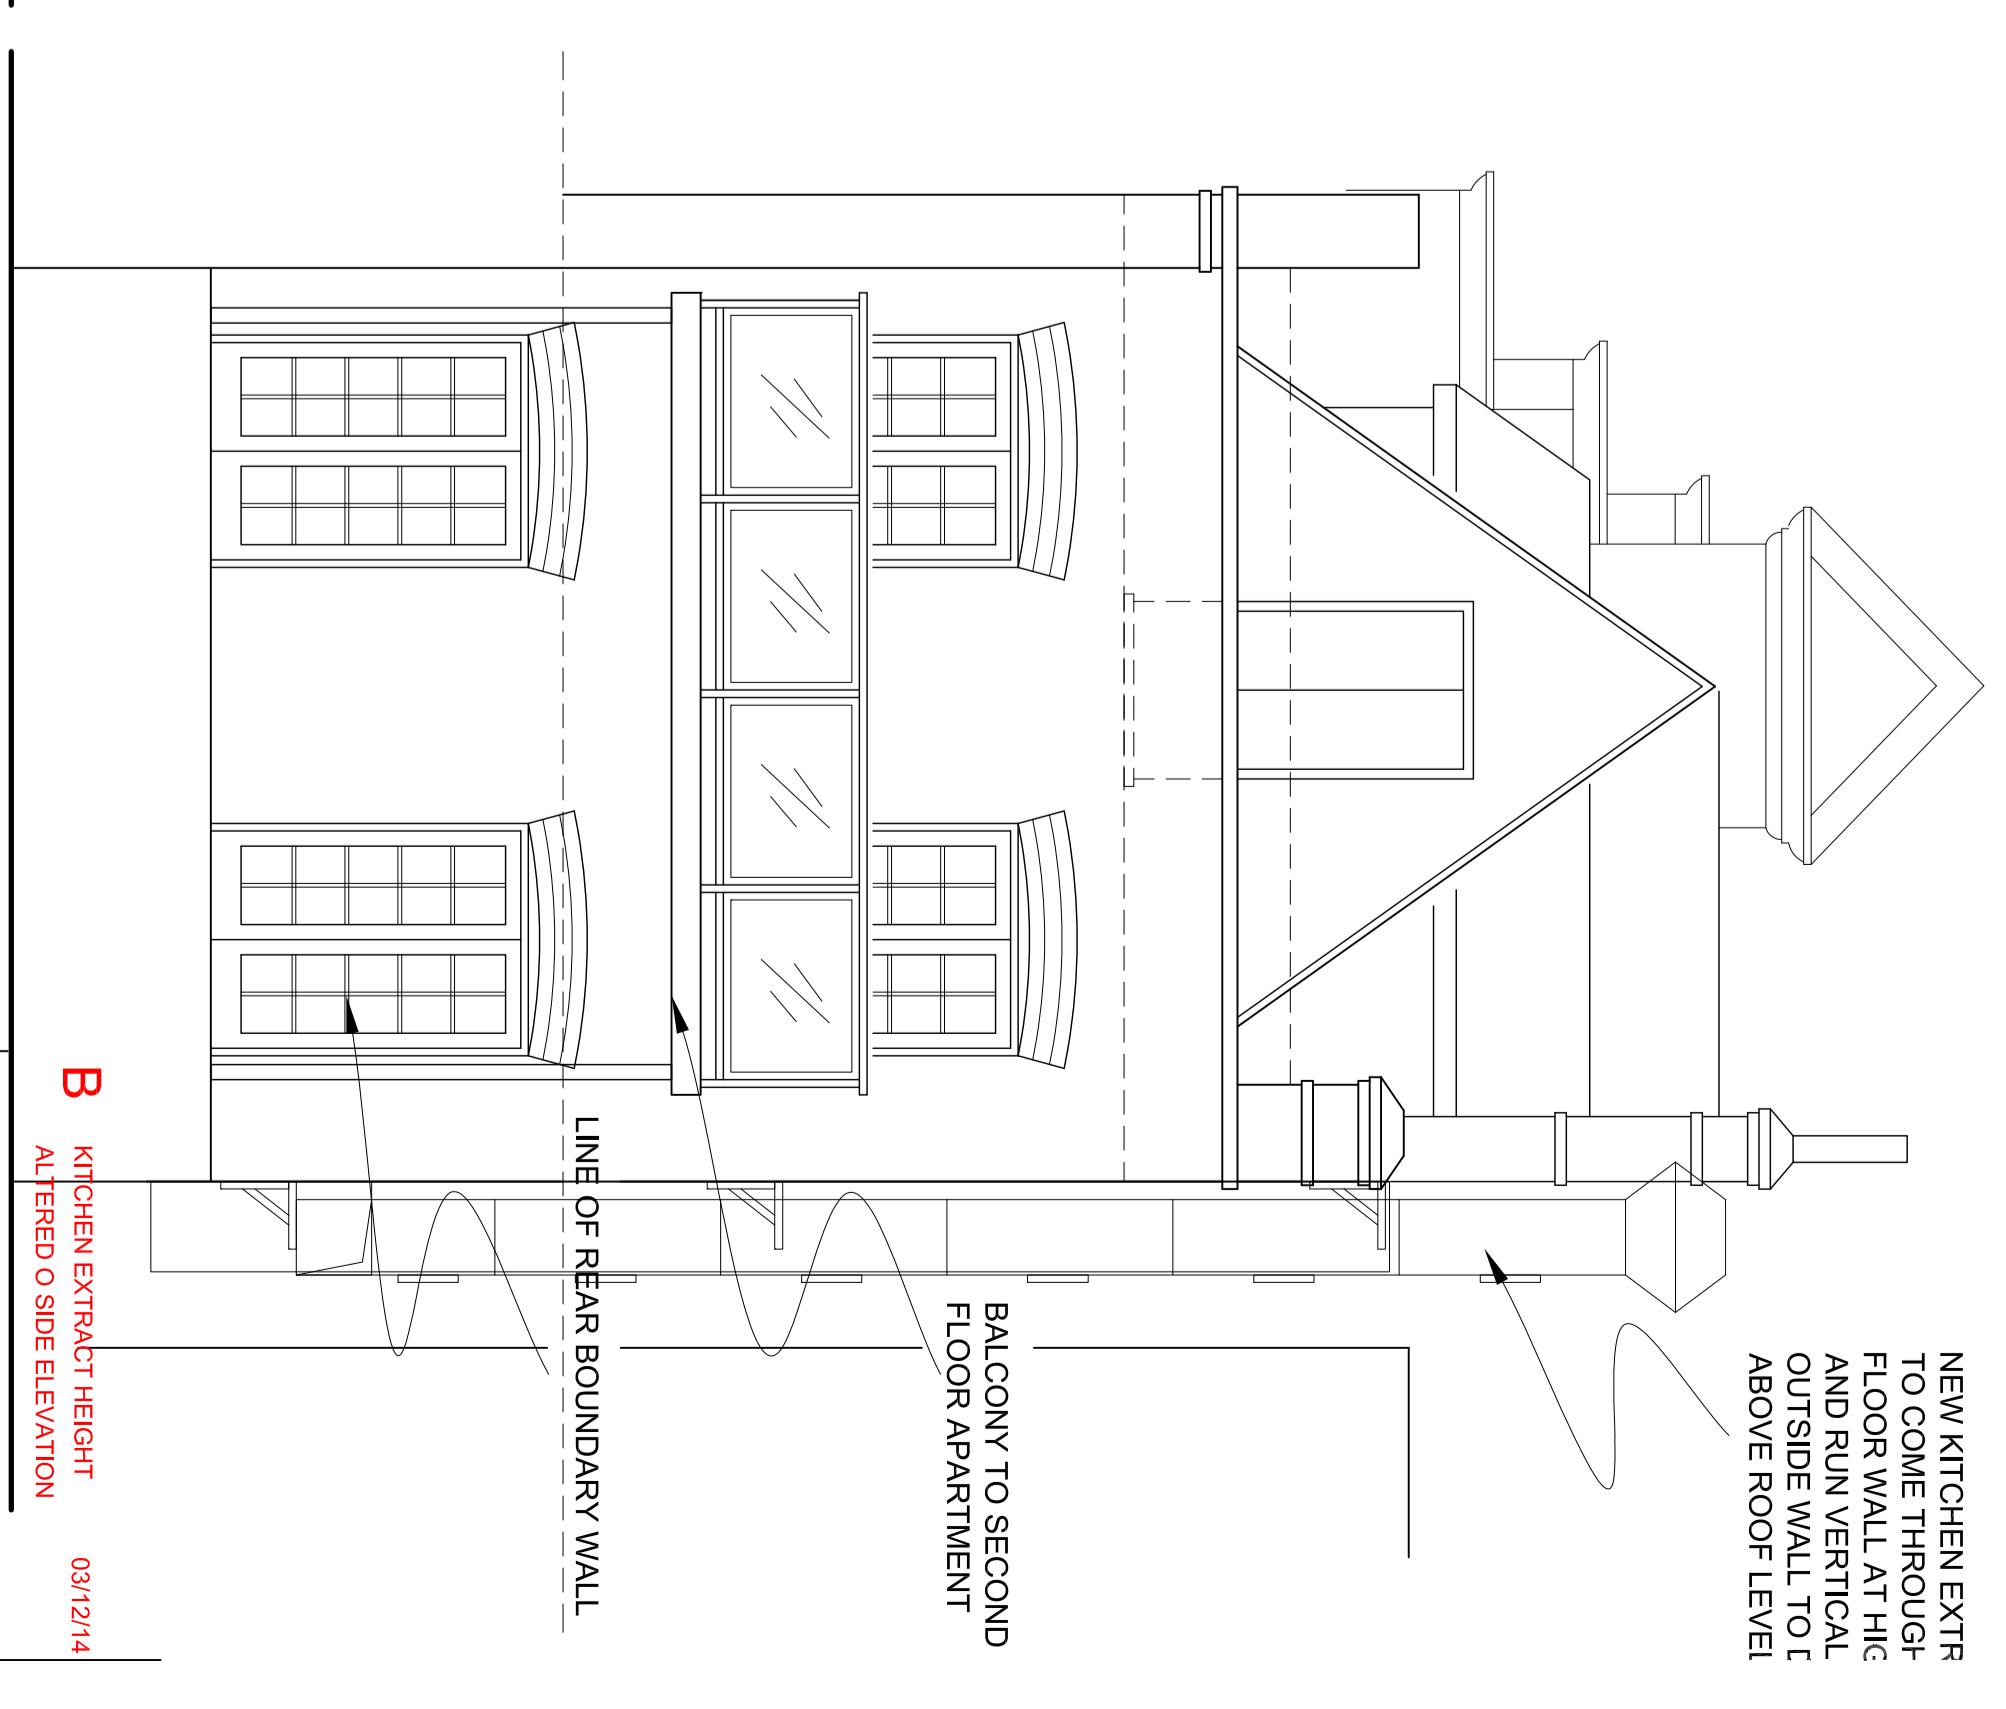 NEW KITCHEN EXTR
TO COME THROUGH
FLOOR WALL AT HIG
AND RUN VERTICAL
OUTSIDE WALL TO
ABOVE ROOF LEVEL
BALCONY TO SECOND
FLOOR APARTMENT
LINE OF REAR BOUNDARY WALL
B
KITCHEN EXTRACT HEIGHT
ALTERED O SIDE ELEVATION
03/12/14